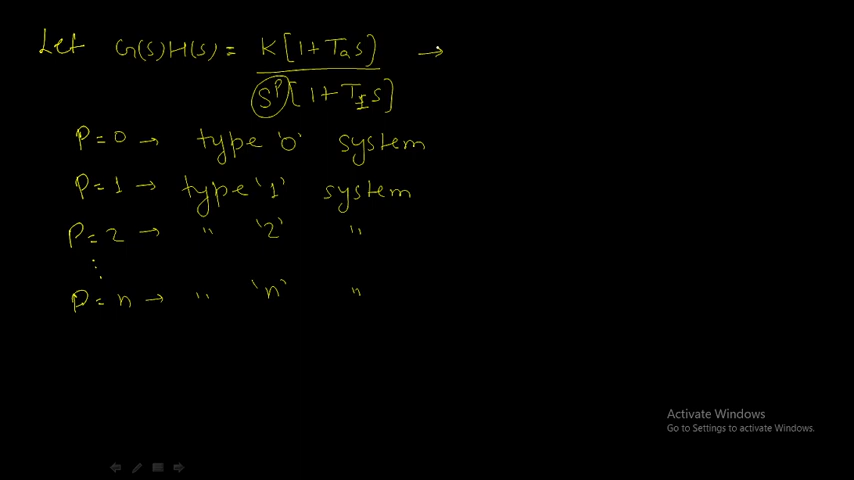 Let G(s)H(s) = K[1+Tas] →
S^P [1+T1s]
P=0 → type '0' system
P=1 → type '1' system
P=2 → " '2' "
⋮
P=n → " 'n' "
Activate Windows
Go to Settings to activate Windows.